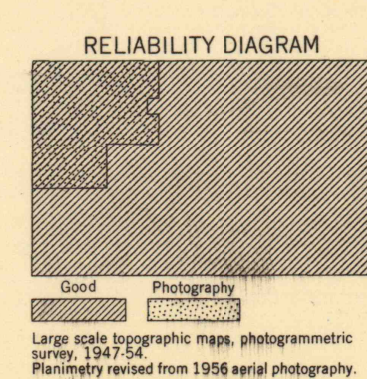 RELIABILITY DIAGRAM
Good
Photography
Large scale topographic maps, photogrammetric
survey, 1947-54.
Planimetry revised from 1956 aerial photography.